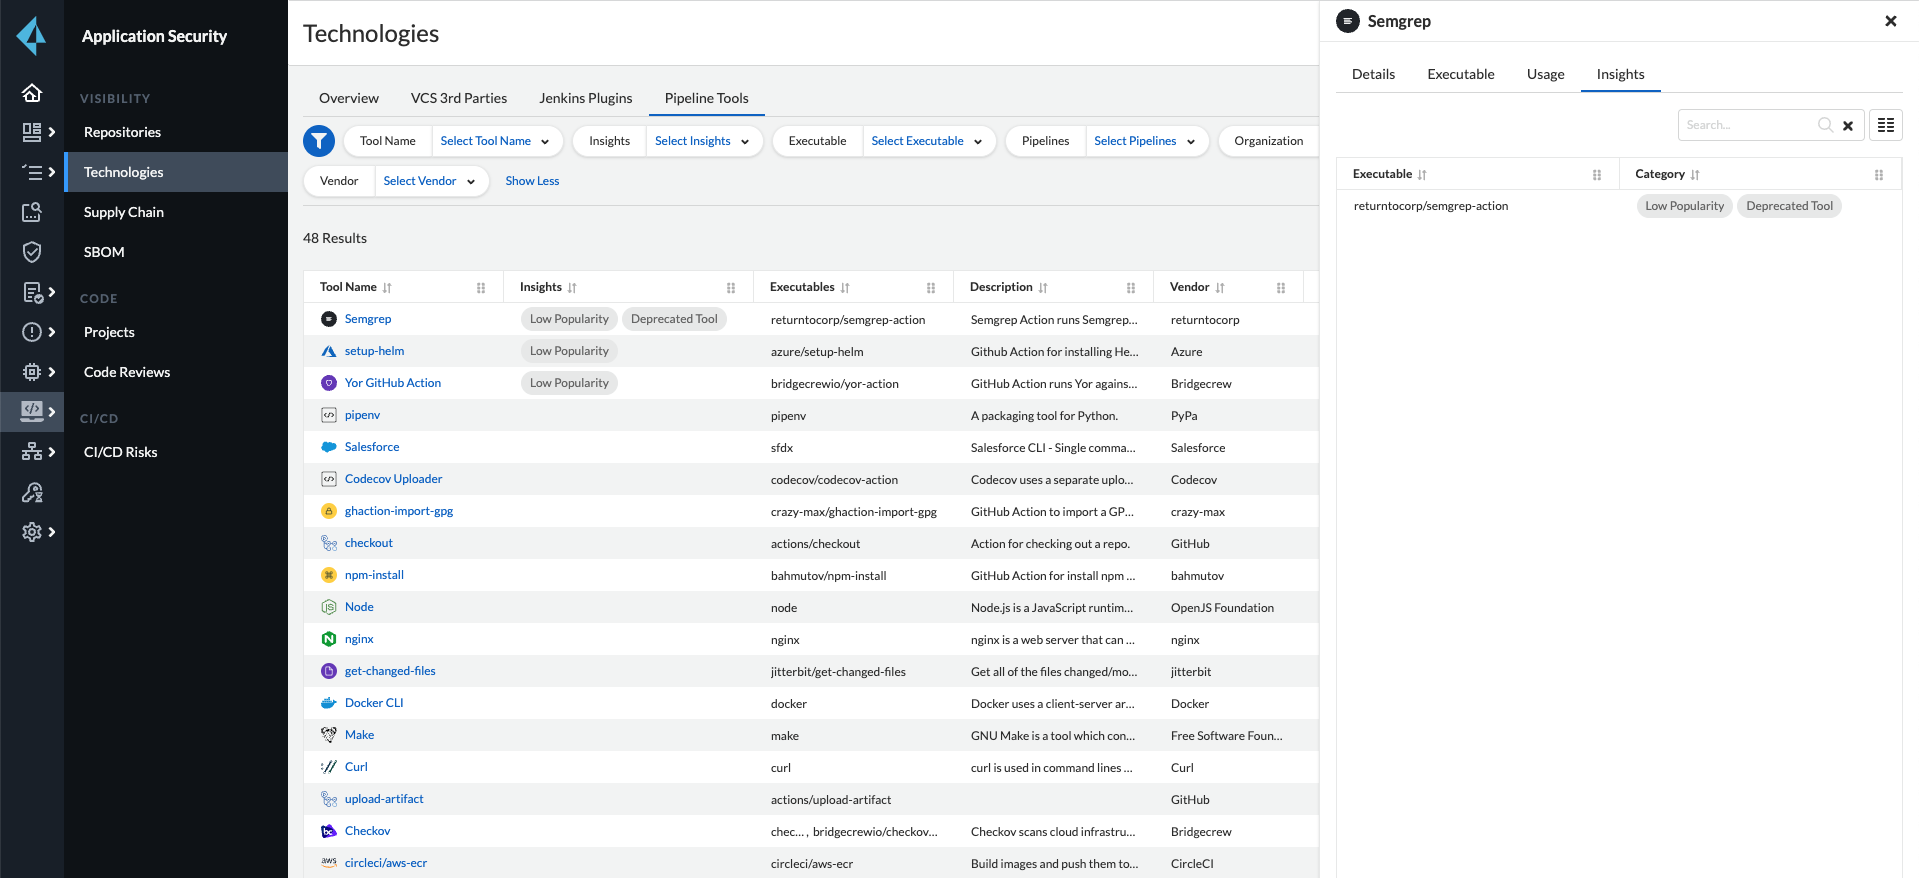 Application Security
VISIBILITY
Repositories
Technologies
Supply Chain
SBOM
CODE
Projects
Code Reviews
CI/CD
CI/CD Risks
Technologies
Overview VCS 3rd Parties Jenkins Plugins Pipeline Tools
Tool Name Select Tool Name Insights Select Insights Executable Select Executable Pipelines Select Pipelines Organization
Vendor Select Vendor Show Less
48 Results
Tool Name Insights Executables Description Vendor
Semgrep Low Popularity Deprecated Tool returntocorp/semgrep-action Semgrep Action runs Semgrep... returntocorp
setup-helm Low Popularity azure/setup-helm Github Action for installing He... Azure
Yor GitHub Action Low Popularity bridgecrewio/yor-action GitHub Action runs Yor agains... Bridgecrew
pipenv pipenv A packaging tool for Python. PyPa
Salesforce sfdx Salesforce CLI - Single comma... Salesforce
Codecov Uploader codecov/codecov-action Codecov uses a separate uplo... Codecov
ghaction-import-gpg crazy-max/ghaction-import-gpg GitHub Action to import a GP... crazy-max
checkout actions/checkout Action for checking out a repo. GitHub
npm-install bahmutov/npm-install GitHub Action for install npm ... bahmutov
Node node Node.js is a JavaScript runtim... OpenJS Foundation
nginx nginx nginx is a web server that can ... nginx
get-changed-files jitterbit/get-changed-files Get all of the files changed/mo... jitterbit
Docker CLI docker Docker uses a client-server ar... Docker
Make make GNU Make is a tool which con... Free Software Foun...
Curl curl curl is used in command lines ... Curl
upload-artifact actions/upload-artifact GitHub
bc Checkov chec... , bridgecrewio/checkov... Checkov scans cloud infrastru... Bridgecrew
aws circleci/aws-ecr circleci/aws-ecr Build images and push them to... CircleCI
Semgrep
Details Executable Usage Insights
Search...
Executable Category
returntocorp/semgrep-action Low Popularity Deprecated Tool